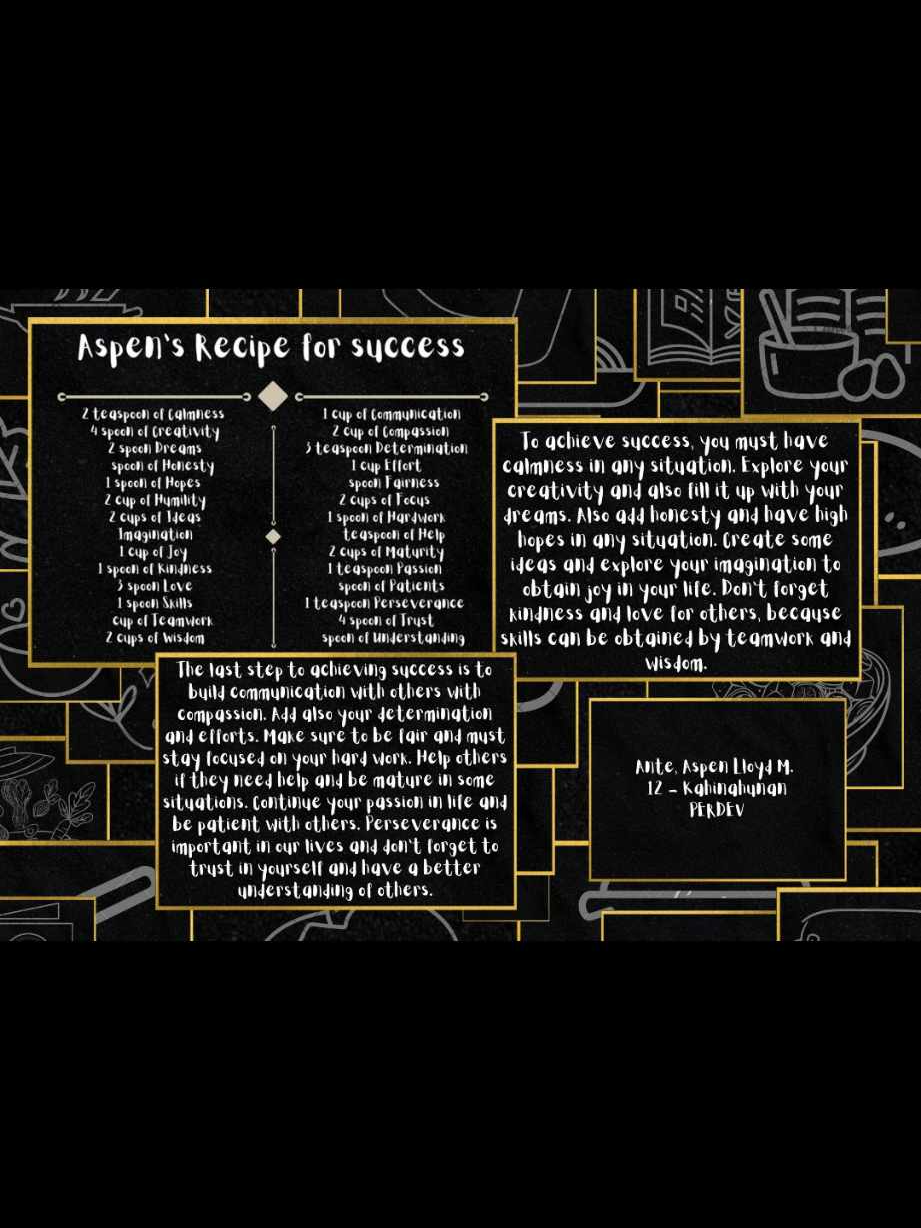 Aspen's Recipe for success
2 teaspoon of Calmness
4 spoon of Creativity
2 spoon Dreams
spoon of Honesty
1 spoon of Hopes
2 cup of Humility
2 cups of Ideas
Imagination
1 cup of Joy
1 spoon of Kindness
3 spoon Love
1 spoon Skills
cup of Teamwork
2 cups of Wisdom
1 cup of Communication
2 cup of Compassion
3 teaspoon Determination
1 cup Effort
spoon Fairness
2 cups of Focus
1 spoon of Hardwork
teaspoon of Help
2 cups of Maturity
1 teaspoon Passion
spoon of Patients
1 teaspoon Perseverance
4 spoon of Trust
spoon of Understanding
To achieve success, you must have
calmness in any situation. Explore your
creativity and also fill it up with your
dreams. Also add honesty and have high
hopes in any situation. Create some
ideas and explore your imagination to
obtain joy in your life. Don't forget
kindness and love for others, because
skills can be obtained by teamwork and
wisdom.
The last step to achieving success is to
build communication with others with
compassion. Add also your determination
and efforts. Make sure to be fair and must
stay focused on your hard work. Help others
if they need help and be mature in some
situations. Continue your passion in life and
be patient with others. Perseverance is
important in our lives and don't forget to
trust in yourself and have a better
understanding of others.
Ante, Aspen Lloyd M.
12 - Kahinahunan
PERDEV